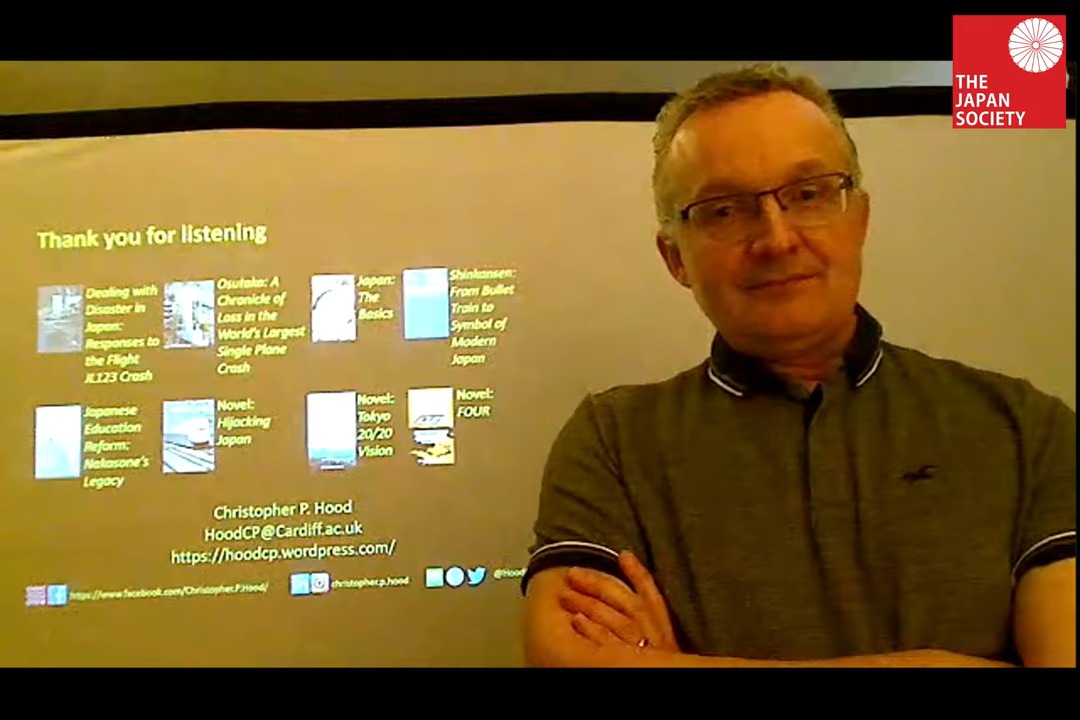 THE
JAPAN
SOCIETY
Thank you for listening
Dealing with
Disaster in
Japan:
Responses to
the Flight
JL123 Crash
Osutaka: A
Chronicle of
Loss in the
World's Largest
Single Plane
Crash
Japan:
The
Basics
Shinkansen:
From Bullet
Train to
Symbol of
Modern
Japan
Japanese
Education
Reform:
Nakasone's
Legacy
Novel:
Hijacking
Japan
Novel:
Tokyo
20/20
Vision
Novel:
FOUR
Christopher P. Hood
HoodCP@Cardiff.ac.uk
https://hoodcp.wordpress.com/
https://www.facebook.com/Christopher.P.Hood/
christopher.p.hood
@Hood